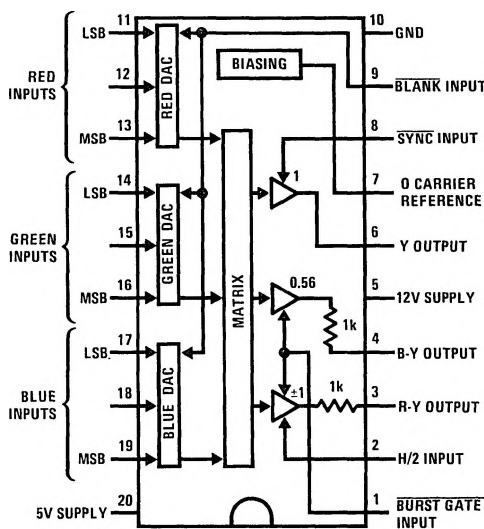 RED
INPUTS
LSB
11
12
MSB
13
RED DAC
GREEN
INPUTS
LSB
14
15
MSB
16
GREEN DAC
BLUE
INPUTS
LSB
17
18
MSB
19
BLUE DAC
5V SUPPLY
20
BIASING
MATRIX
1
0.56
1k
±1
1k
10
GND
9
BLANK INPUT
8
SYNC INPUT
7
O CARRIER
REFERENCE
6
Y OUTPUT
5
12V SUPPLY
4
B-Y OUTPUT
3
R-Y OUTPUT
2
H/2 INPUT
1
BURST GATE
INPUT